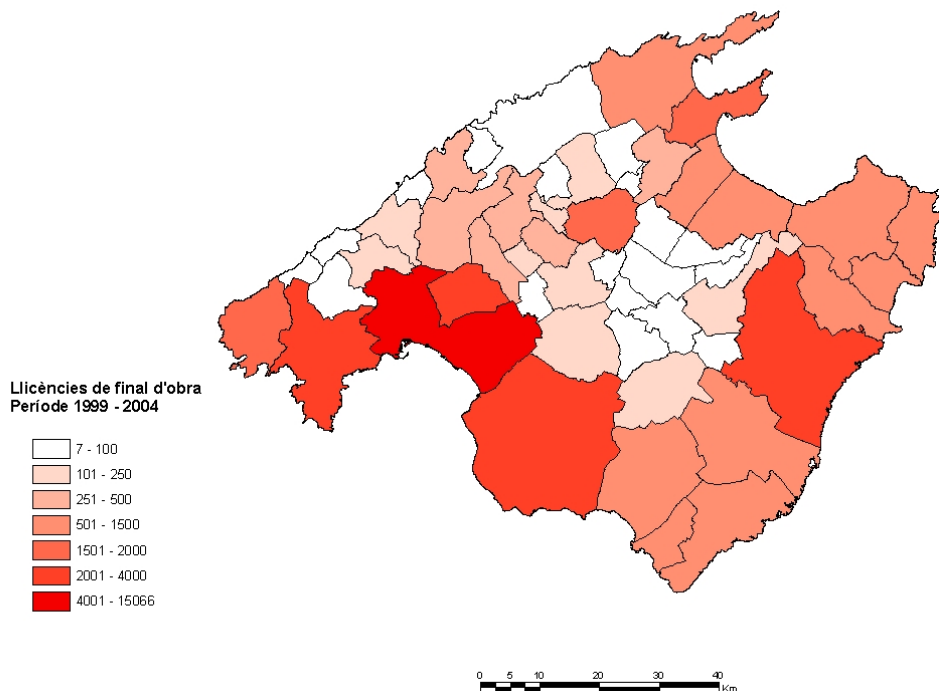 Llicències de final d'obra
Període 1999 - 2004
7 - 100
101 - 250
251 - 500
501 - 1500
1501 - 2000
2001 - 4000
4001 - 15066
0 5 10 20 30 40
Km